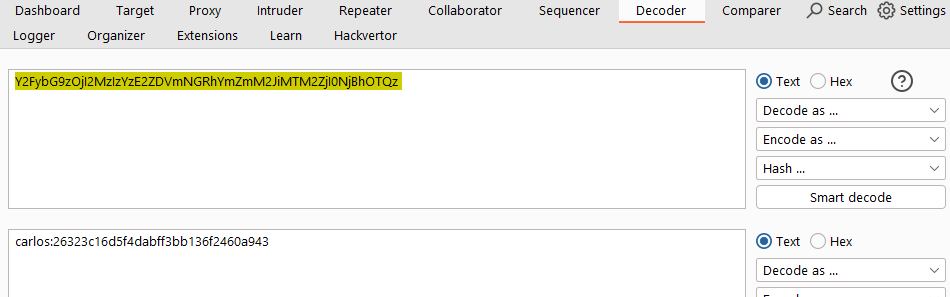 Dashboard Target Proxy Intruder Repeater Collaborator Sequencer Decoder Comparer Search Settings
Logger Organizer Extensions Learn Hackvertor
Y2FybG9zOjI2MzIzYzE2ZDVmNGRhYmZmM2JiMTM2ZjI0NjBhOTQz
Text Hex ?
Decode as ...
Encode as ...
Hash ...
Smart decode
carlos:26323c16d5f4dabff3bb136f2460a943
Text Hex
Decode as ...